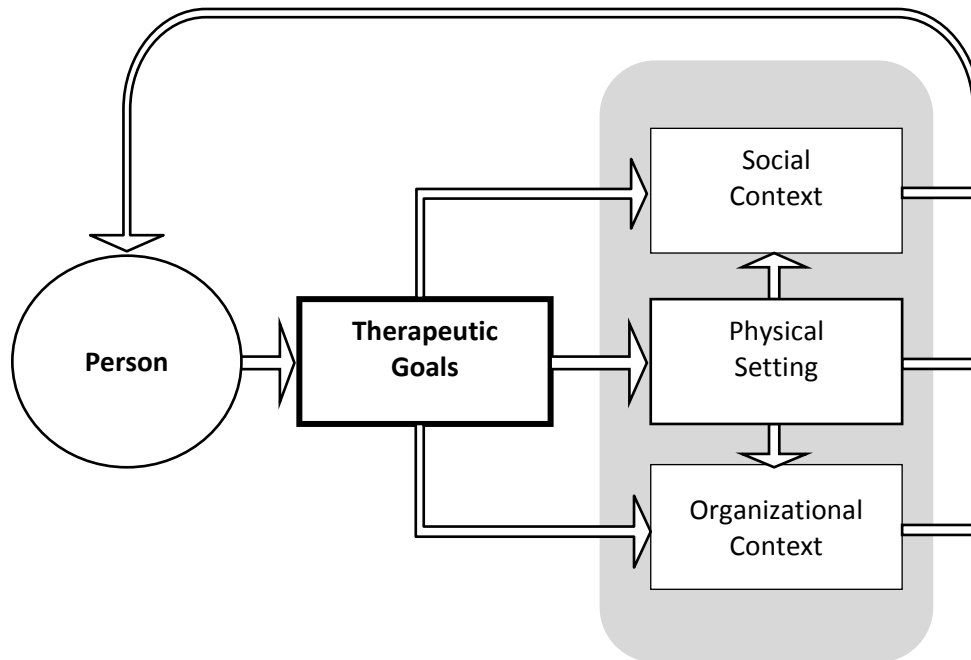 Social
Context
Person
Therapeutic
Goals
Physical
Setting
Organizational
Context